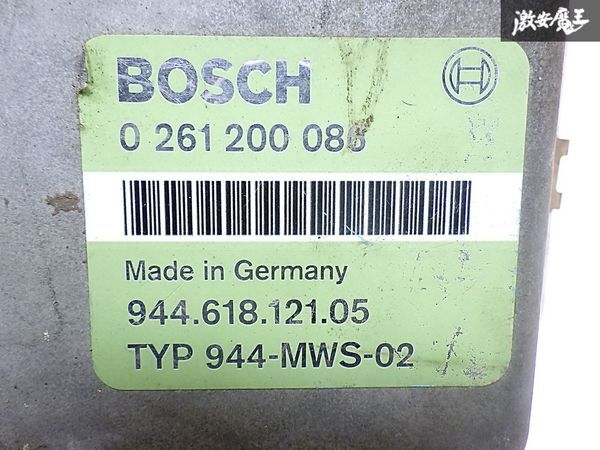 激安魔王
BOSCH
0 261 200 086
Made in Germany
944.618.121.05
TYP 944-MWS-02